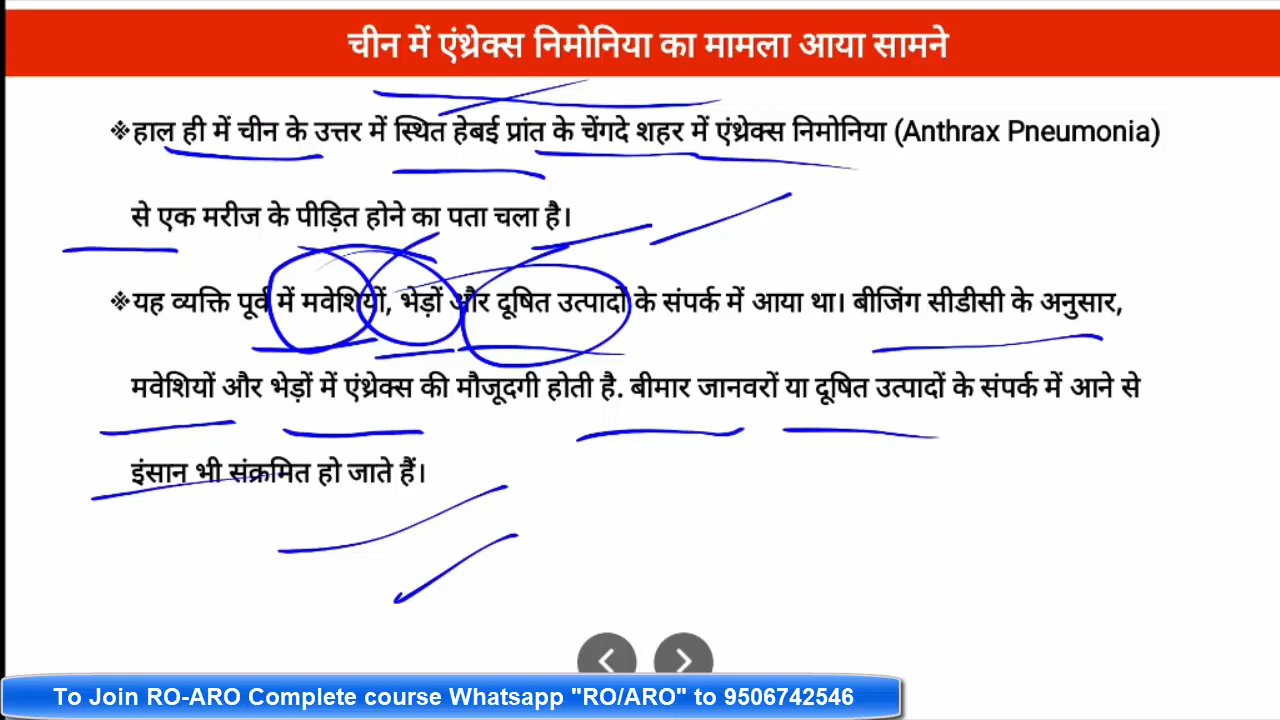 चीन में एंथ्रेक्स निमोनिया का मामला आया सामने
❖हाल ही में चीन के उत्तर में स्थित हेबई प्रांत के चेंगदे शहर में एंथ्रेक्स निमोनिया (Anthrax Pneumonia)
से एक मरीज के पीड़ित होने का पता चला है।
❖यह व्यक्ति पूर्व में मवेशियों, भेड़ों और दूषित उत्पादों के संपर्क में आया था। बीजिंग सीडीसी के अनुसार,
मवेशियों और भेड़ों में एंथ्रेक्स की मौजूदगी होती है. बीमार जानवरों या दूषित उत्पादों के संपर्क में आने से
इंसान भी संक्रमित हो जाते हैं।
To Join RO-ARO Complete course Whatsapp "RO/ARO" to 9506742546